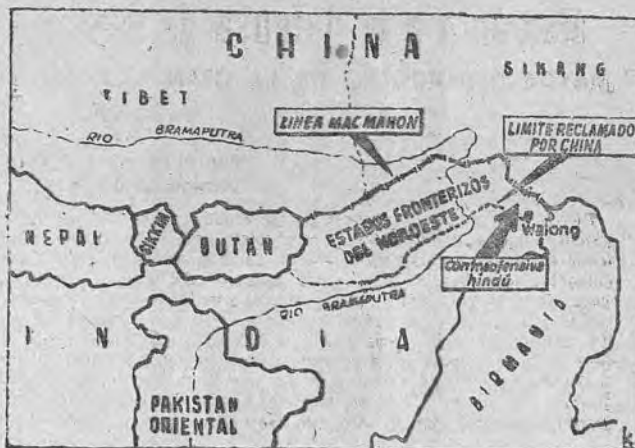 CHINA
SIKANG
TIBET
LINEA MAC MAHON
LIMITE RECLAMADO
POR CHINA
RIO BRAMAPUTRA
ESTADOS FRONTERIZOS
DEL NOROESTE
NEPAL
SIKKIM
BUTAN
Walong
Contraofensiva
hindú
RIO BRAMAPUTRA
INDIA
BIRMANIA
PAKISTAN
ORIENTAL